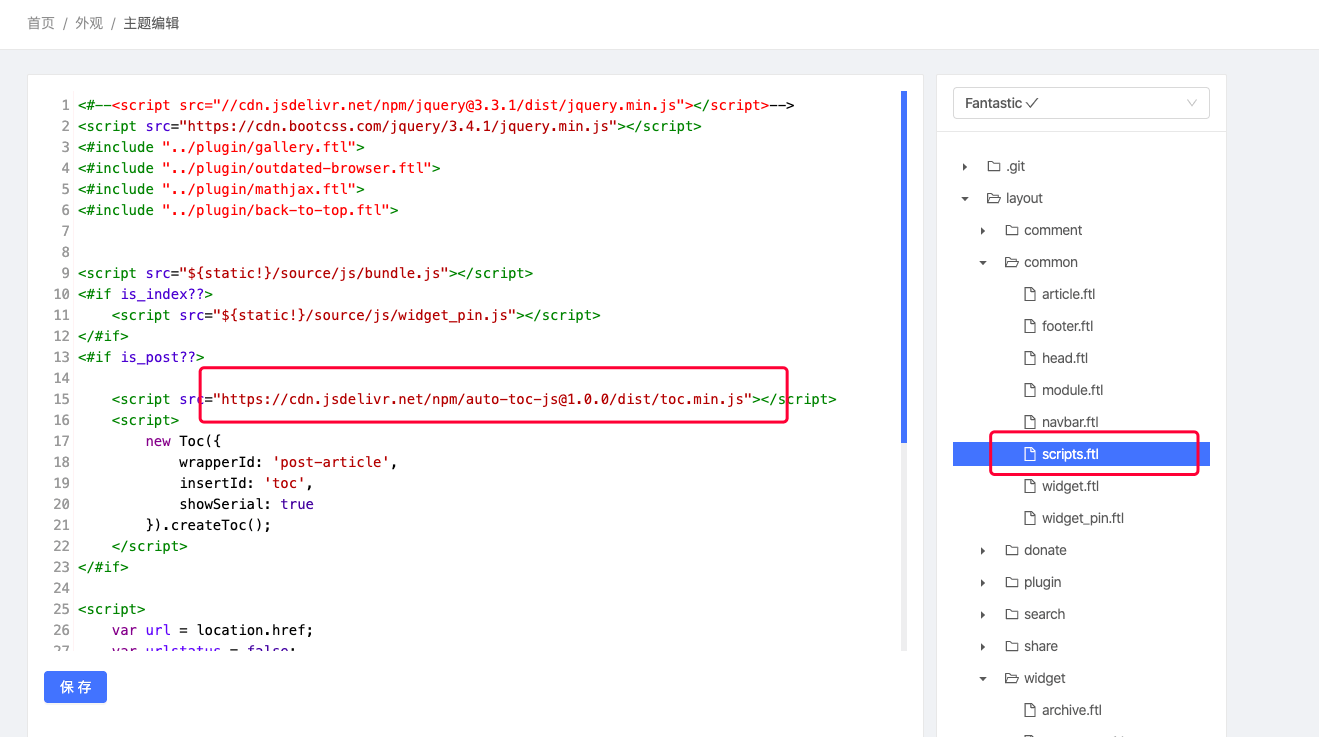 首页 / 外观 / 主题编辑
1 <#--<script src="//cdn.jsdelivr.net/npm/jquery@3.3.1/dist/jquery.min.js"></script>-->
2 <script src="https://cdn.bootcss.com/jquery/3.4.1/jquery.min.js"></script>
3 <#include "../plugin/gallery.ftl">
4 <#include "../plugin/outdated-browser.ftl">
5 <#include "../plugin/mathjax.ftl">
6 <#include "../plugin/back-to-top.ftl">
7
8
9 <script src="${static!}/source/js/bundle.js"></script>
10 <#if is_index??>
11 <script src="${static!}/source/js/widget_pin.js"></script>
12 </#if>
13 <#if is_post??>
14
15 <script src="https://cdn.jsdelivr.net/npm/auto-toc-js@1.0.0/dist/toc.min.js"></script>
16 <script>
17 new Toc({
18 wrapperId: 'post-article',
19 insertId: 'toc',
20 showSerial: true
21 }).createToc();
22 </script>
23 </#if>
24
25 <script>
26 var url = location.href;
27 var urlstatus = false;
保 存
Fantastic
.git
layout
comment
common
article.ftl
footer.ftl
head.ftl
module.ftl
navbar.ftl
scripts.ftl
widget.ftl
widget_pin.ftl
donate
plugin
search
share
widget
archive.ftl